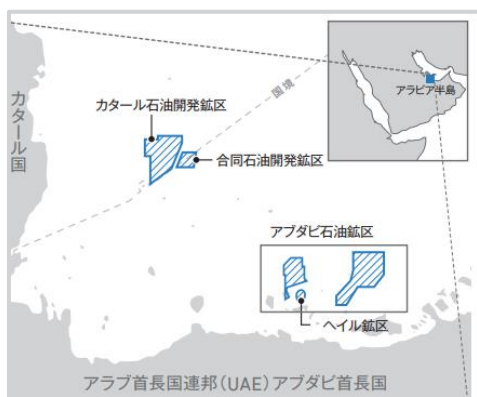 アラビア半島
国境
カタール国
カタール石油開発鉱区
合同石油開発鉱区
アブダビ石油鉱区
ヘイル鉱区
アラブ首長国連邦(UAE)アブダビ首長国